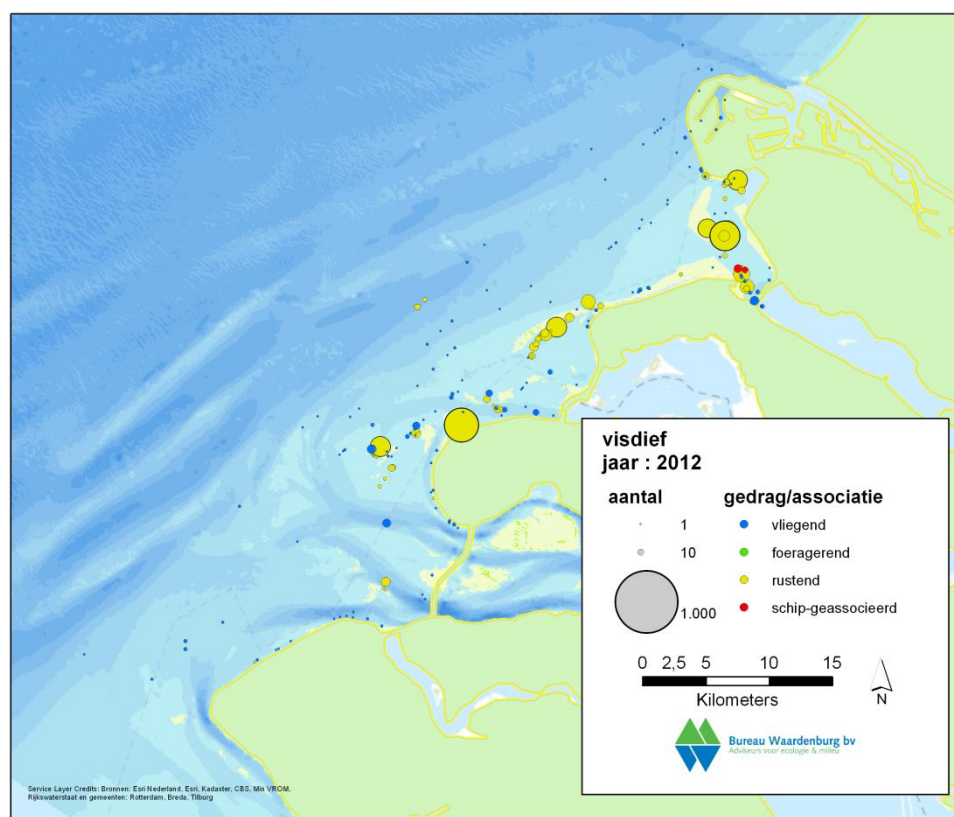 visdief
jaar : 2012
aantal gedrag/associatie
1 vliegend
10 foeragerend
rustend
1.000 schip-geassocieerd
0 2,5 5 10 15
Kilometers
N
Bureau Waardenburg bv
Adviseurs voor ecologie & milieu
Service Layer Credits: Bronnen: Esri Nederland, Esri, Kadaster, CBS, Min VROM,
Rijkswaterstaat en gemeenten: Rotterdam, Breda, Tilburg